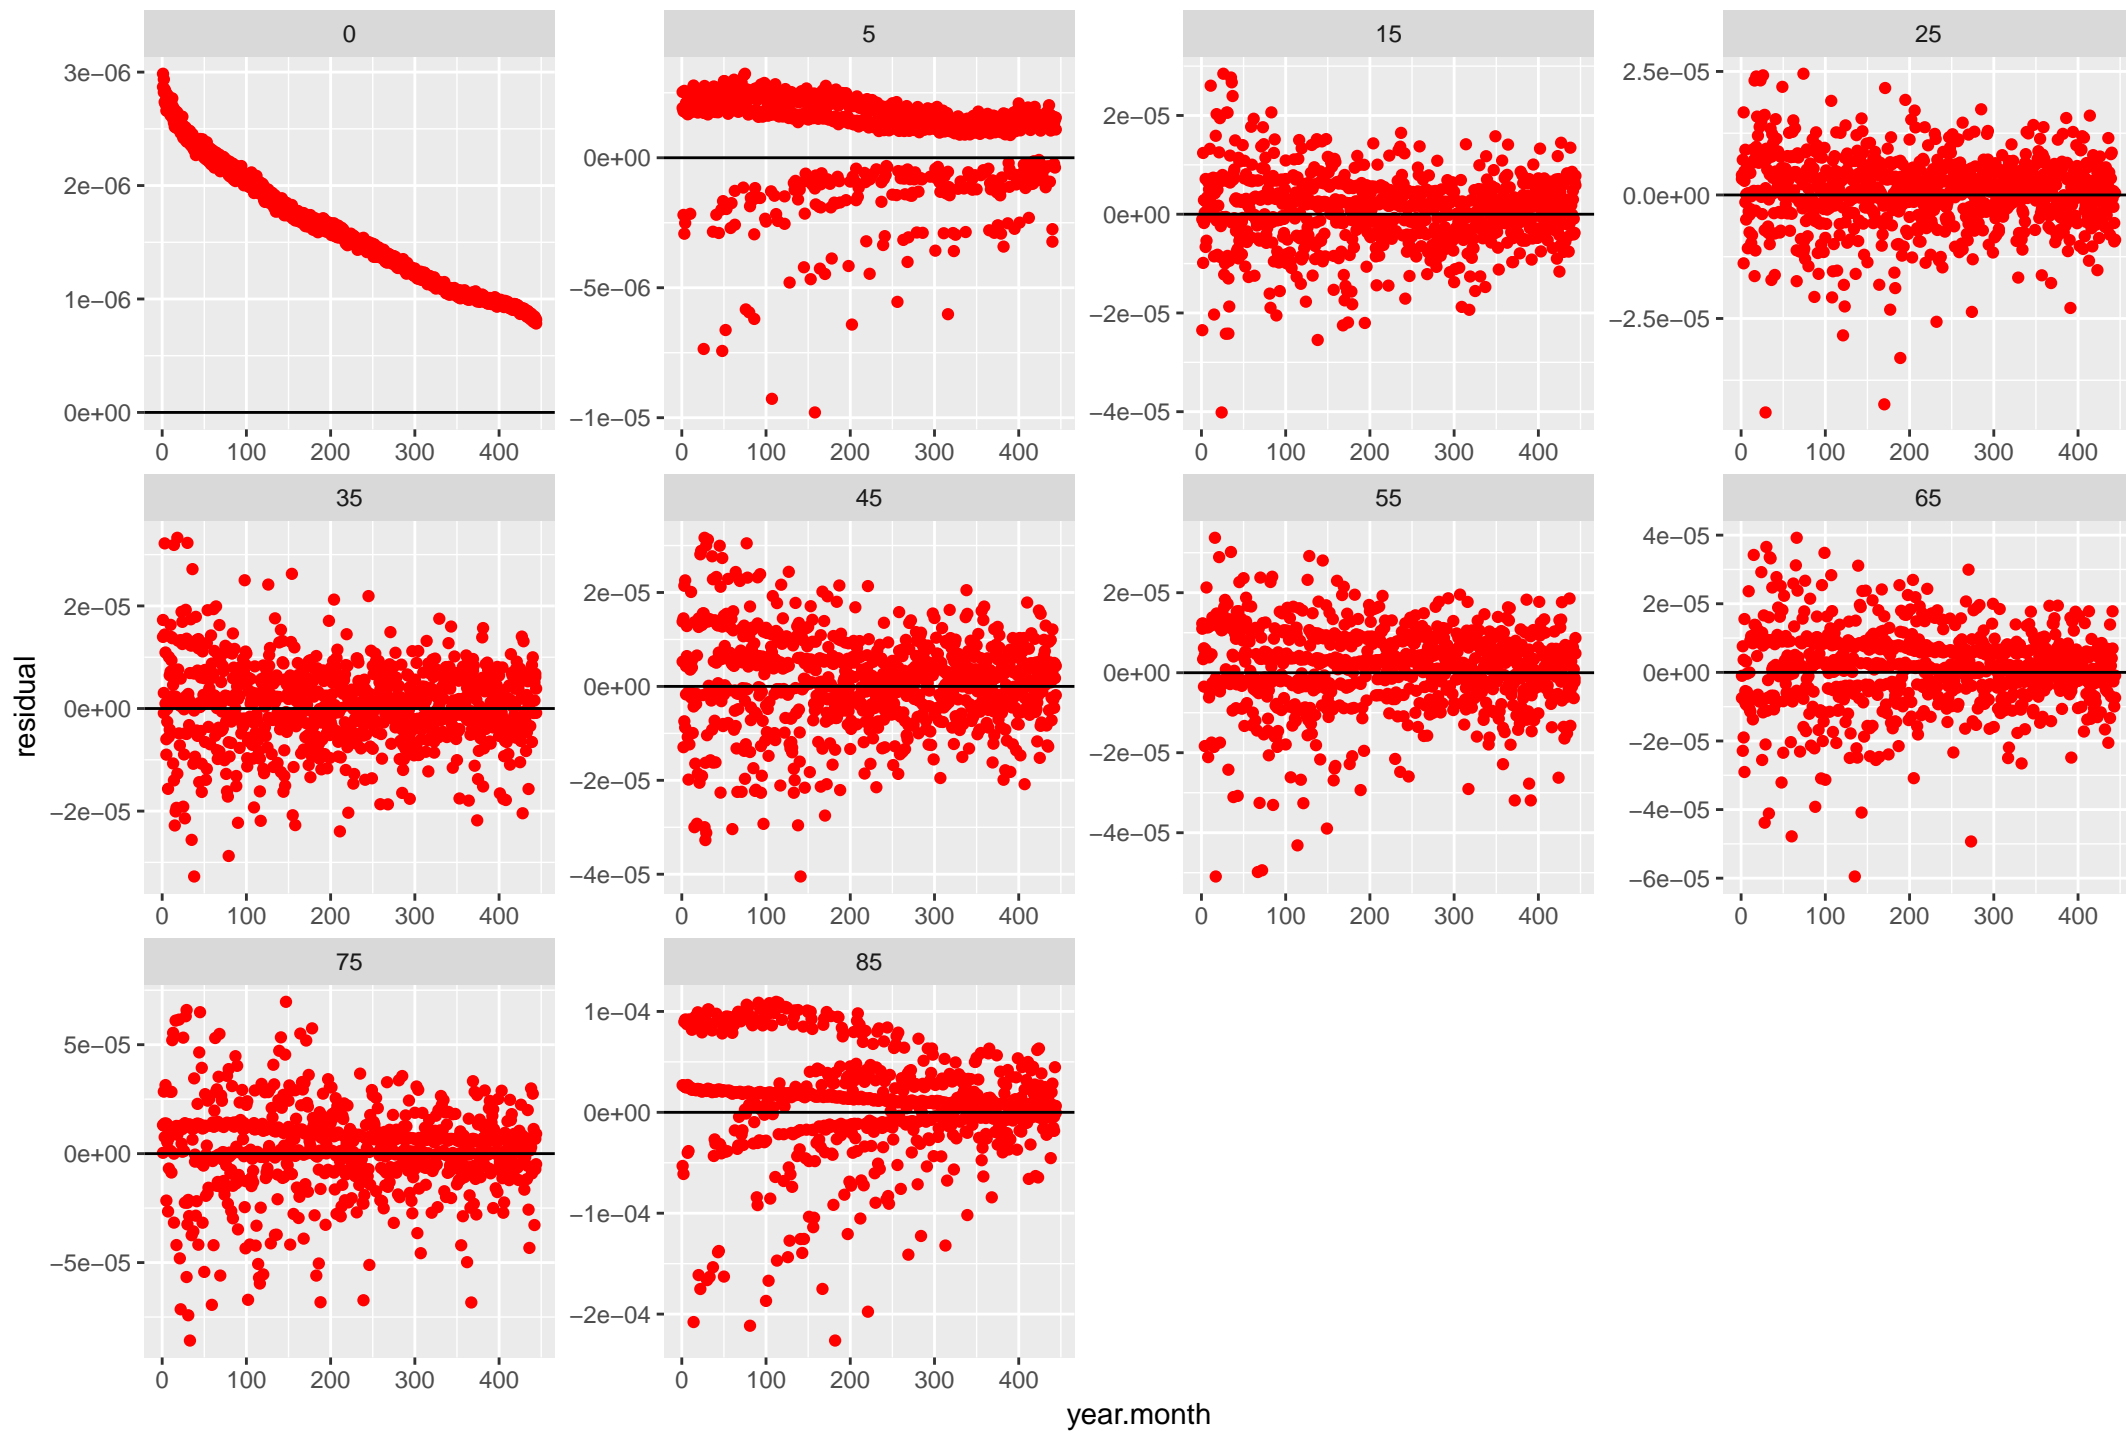 0 5 15 25
3e−06
2e−06
1e−06
0e+00
0e+00
−5e−06
−1e−05
2e−05
0e+00
−2e−05
−4e−05
2.5e−05
0.0e+00
−2.5e−05
0 100 200 300 400 0 100 200 300 400 0 100 200 300 400 0 100 200 300 400
35 45 55 65
2e−05
0e+00
−2e−05
2e−05
0e+00
−2e−05
−4e−05
2e−05
0e+00
−2e−05
−4e−05
4e−05
2e−05
0e+00
−2e−05
−4e−05
−6e−05
0 100 200 300 400 0 100 200 300 400 0 100 200 300 400 0 100 200 300 400
residual
75 85
5e−05
0e+00
−5e−05
1e−04
0e+00
−1e−04
−2e−04
0 100 200 300 400 0 100 200 300 400
year.month